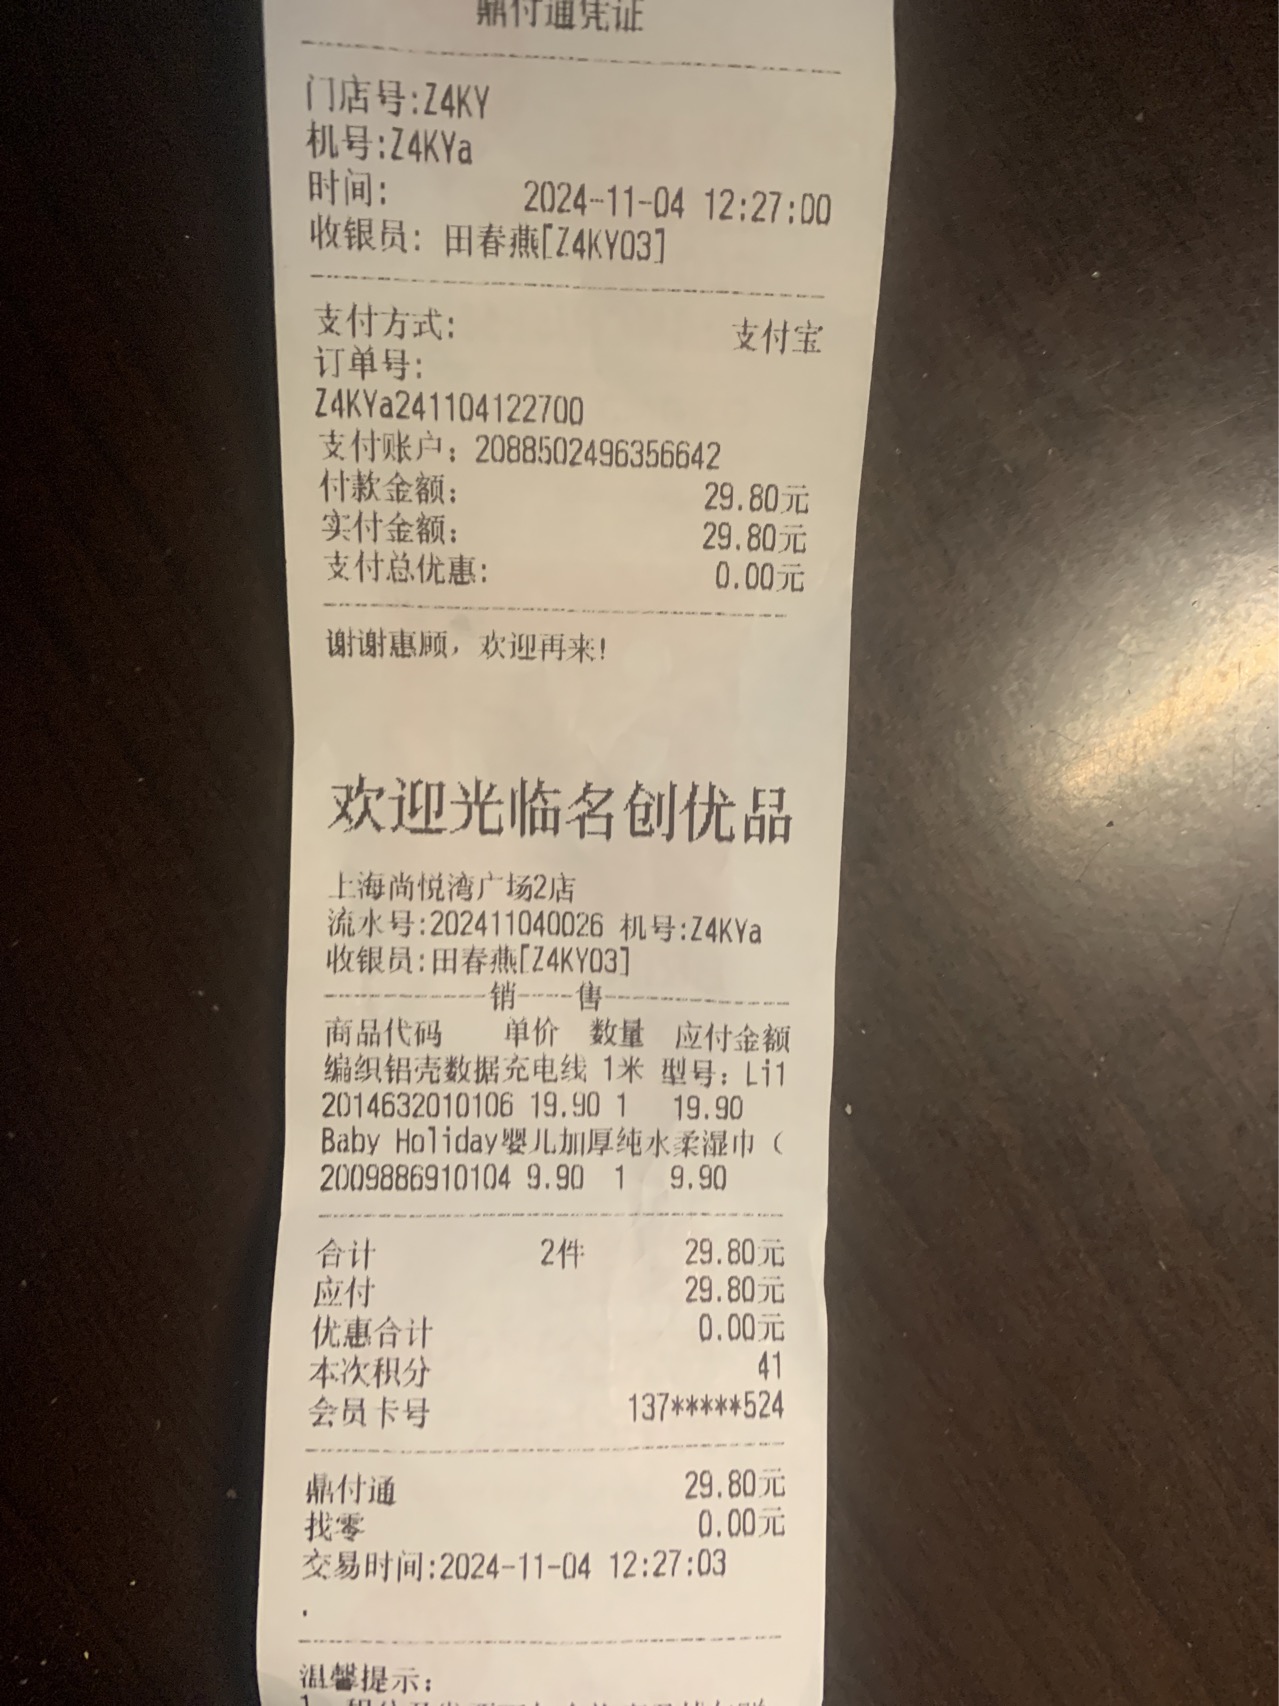 鼎付通凭证
门店号:Z4KY
机号:Z4KYa
时间: 2024-11-04 12:27:00
收银员: 田春燕[Z4KY03]
支付方式: 支付宝
订单号:
Z4KYa241104122700
支付账户: 2088502496356642
付款金额: 29.80元
实付金额: 29.80元
支付总优惠: 0.00元
谢谢惠顾，欢迎再来!
欢迎光临名创优品
上海尚悦湾广场2店
流水号:202411040026 机号:Z4KYa
收银员:田春燕[Z4KY03]
----------销----售----------
商品代码 单价 数量 应付金额
编织铝壳数据充电线 1米 型号: Li1
2014632010106 19.90 1 19.90
Baby Holiday婴儿加厚纯水柔湿巾（
2009886910104 9.90 1 9.90
合计 2件 29.80元
应付 29.80元
优惠合计 0.00元
本次积分 41
会员卡号 137*****524
鼎付通 29.80元
找零 0.00元
交易时间:2024-11-04 12:27:03
.
温馨提示: